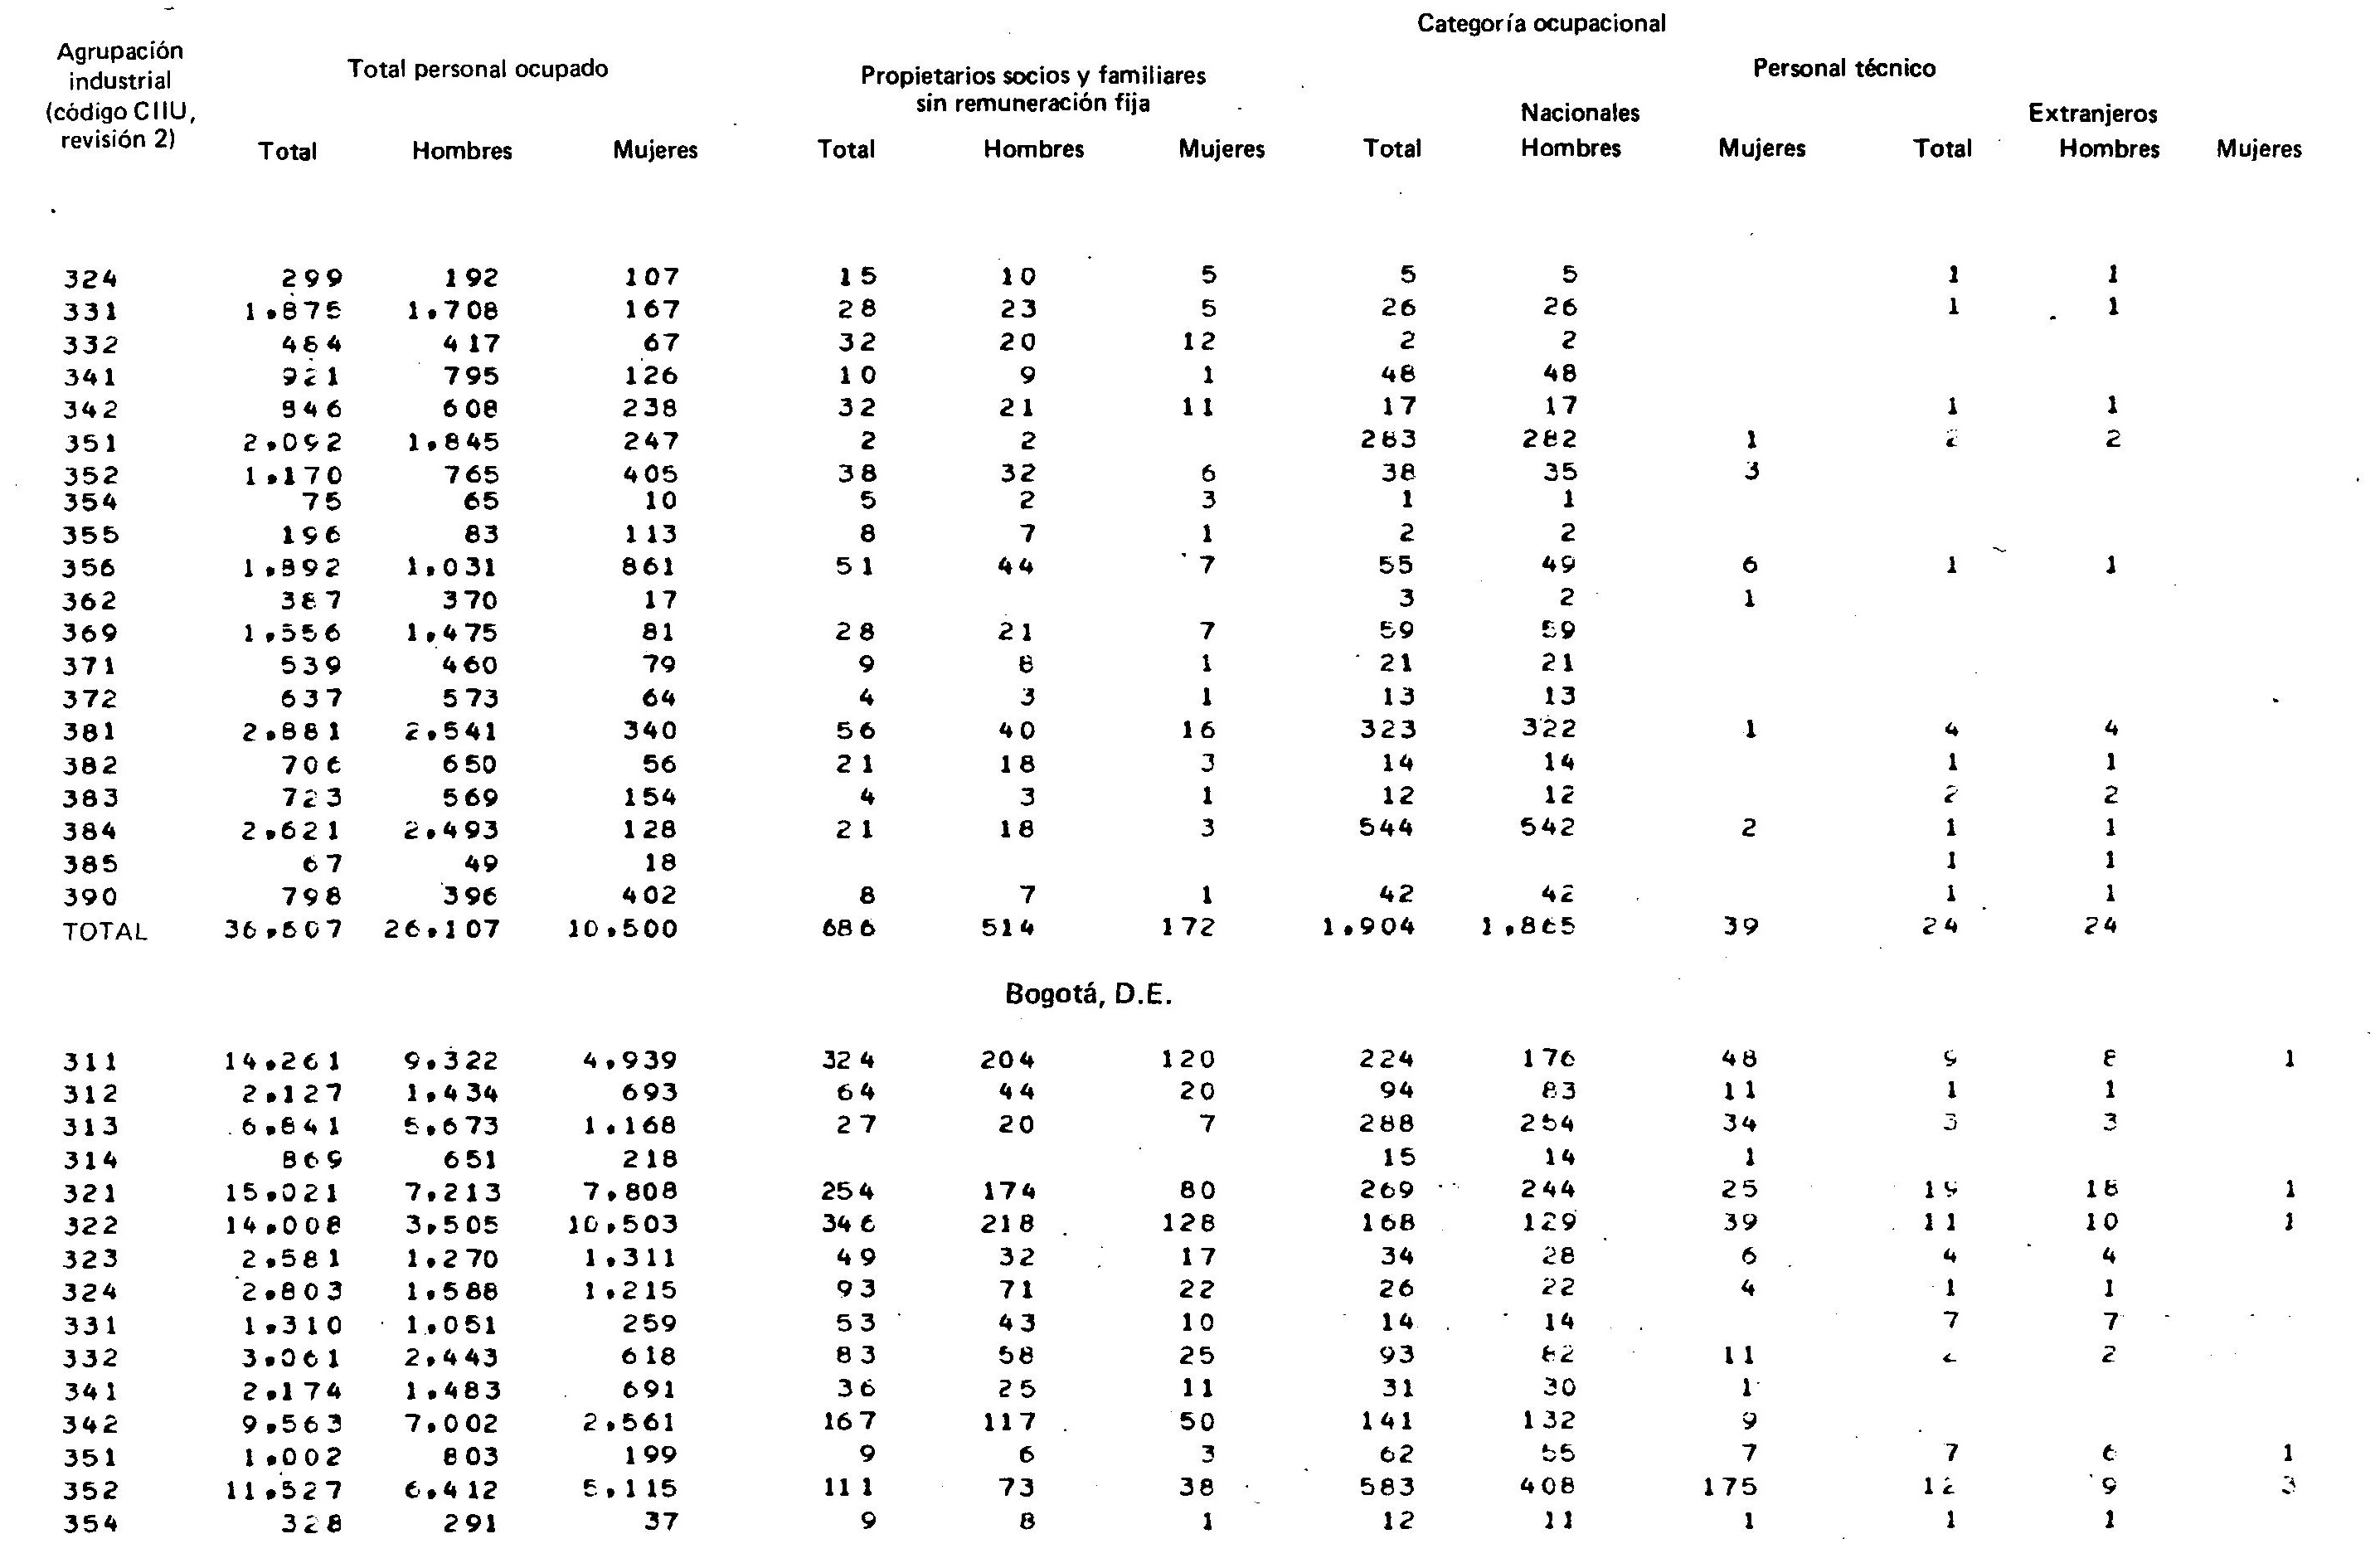 Categoría ocupacional
Agrupación industrial (código CIIU, revisión 2)
Total personal ocupado
Propietarios socios y familiares sin remuneración fija
Personal técnico
Nacionales
Extranjeros
Total Hombres Mujeres Total Hombres Mujeres Total Hombres Mujeres Total Hombres Mujeres
324 299 192 107 15 10 5 5 5 1 1
331 1.875 1.708 167 28 23 5 26 26 1 1
332 484 417 67 32 20 12 2 2
341 921 795 126 10 9 1 48 48
342 846 608 238 32 21 11 17 17 1 1
351 2.092 1.845 247 2 2 283 282 1 2 2
352 1.170 765 405 38 32 6 38 35 3
354 75 65 10 5 2 3 1 1
355 196 83 113 8 7 1 2 2
356 1.892 1.031 861 51 44 7 55 49 6 1 1
362 387 370 17 3 2 1
369 1.556 1.475 81 28 21 7 59 59
371 539 460 79 9 8 1 21 21
372 637 573 64 4 3 1 13 13
381 2.881 2.541 340 56 40 16 323 322 1 4 4
382 706 650 56 21 18 3 14 14 1 1
383 723 569 154 4 3 1 12 12 2 2
384 2.621 2.493 128 21 18 3 544 542 2 1 1
385 67 49 18 1 1
390 798 396 402 8 7 1 42 42 1 1
TOTAL 36.607 26.107 10.500 686 514 172 1.904 1.865 39 24 24
Bogotá, D.E.
311 14.261 9.322 4.939 324 204 120 224 176 48 9 8 1
312 2.127 1.434 693 64 44 20 94 83 11 1 1
313 6.841 5.673 1.168 27 20 7 288 254 34 3 3
314 869 651 218 15 14 1
321 15.021 7.213 7.808 254 174 80 269 244 25 19 18 1
322 14.008 3.505 10.503 346 218 128 168 129 39 11 10 1
323 2.581 1.270 1.311 49 32 17 34 28 6 4 4
324 2.803 1.588 1.215 93 71 22 26 22 4 1 1
331 1.310 1.051 259 53 43 10 14 14 7 7
332 3.061 2.443 618 83 58 25 93 82 11 2 2
341 2.174 1.483 691 36 25 11 31 30 1
342 9.563 7.002 2.561 167 117 50 141 132 9
351 1.002 803 199 9 6 3 62 55 7 7 6 1
352 11.527 6.412 5.115 111 73 38 583 408 175 12 9 3
354 328 291 37 9 8 1 12 11 1 1 1